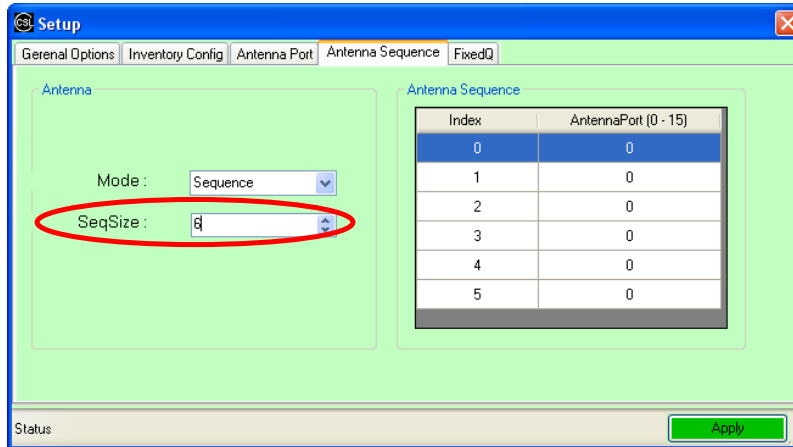 CSL Setup
Gerenal Options Inventory Config Antenna Port Antenna Sequence FixedQ
Antenna
Mode : Sequence
SeqSize : 6
Antenna Sequence
Index AntennaPort (0 - 15)
0 0
1 0
2 0
3 0
4 0
5 0
Status Apply